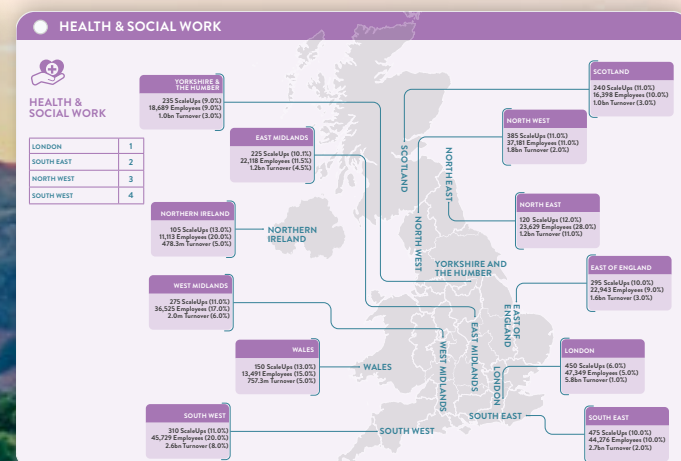 HEALTH & SOCIAL WORK
HEALTH &
SOCIAL WORK
LONDON 1
SOUTH EAST 2
NORTH WEST 3
SOUTH WEST 4
YORKSHIRE &
THE HUMBER
235 ScaleUps (9.0%)
18,689 Employees (9.0%)
1.0bn Turnover (3.0%)
EAST MIDLANDS
225 ScaleUps (10.1%)
22,118 Employees (11.5%)
1.2bn Turnover (4.5%)
NORTHERN IRELAND
105 ScaleUps (13.0%)
11,113 Employees (20.0%)
478.3m Turnover (5.0%)
WEST MIDLANDS
275 ScaleUps (11.0%)
36,525 Employees (17.0%)
2.0m Turnover (6.0%)
WALES
150 ScaleUps (13.0%)
13,491 Employees (15.0%)
757.3m Turnover (5.0%)
SOUTH WEST
310 ScaleUps (11.0%)
45,729 Employees (20.0%)
2.6bn Turnover (8.0%)
SCOTLAND
240 ScaleUps (11.0%)
16,398 Employees (10.0%)
1.0bn Turnover (3.0%)
NORTH WEST
385 ScaleUps (11.0%)
37,181 Employees (11.0%)
1.8bn Turnover (2.0%)
NORTH EAST
120 ScaleUps (12.0%)
23,629 Employees (28.0%)
1.2bn Turnover (11.0%)
EAST OF ENGLAND
295 ScaleUps (10.0%)
22,943 Employees (9.0%)
1.6bn Turnover (3.0%)
LONDON
450 ScaleUps (6.0%)
47,349 Employees (5.0%)
5.8bn Turnover (1.0%)
SOUTH EAST
475 ScaleUps (10.0%)
44,276 Employees (10.0%)
2.7bn Turnover (2.0%)
SCOTLAND
NORTH EAST
NORTH WEST
NORTHERN
IRELAND
YORKSHIRE AND
THE HUMBER
EAST OF
ENGLAND
EAST MIDLANDS
WEST MIDLANDS
WALES
LONDON
SOUTH EAST
SOUTH WEST